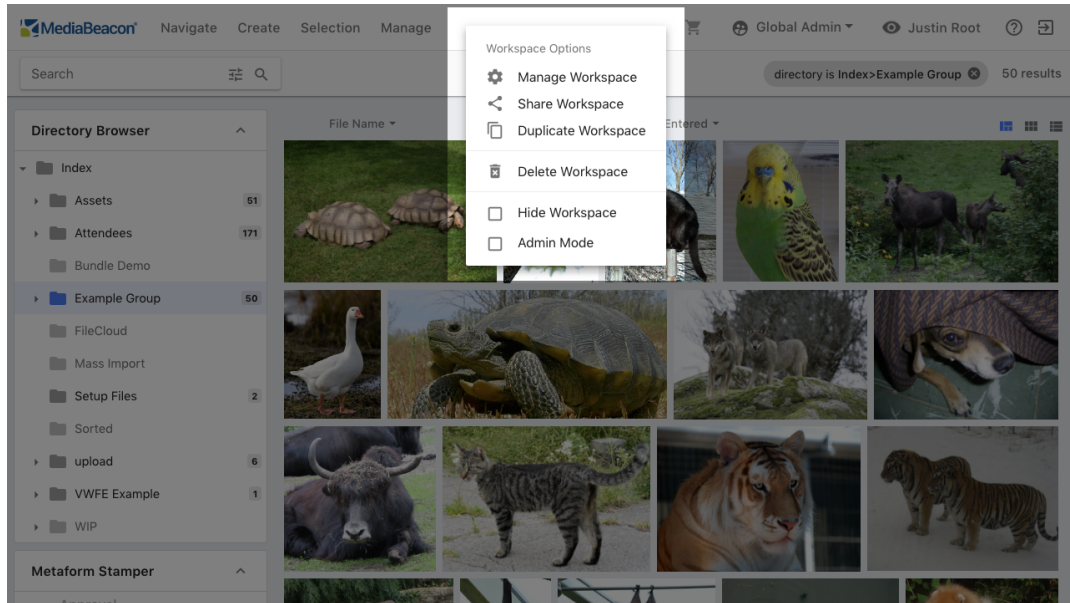 MediaBeacon®
Navigate
Create
Selection
Manage
Global Admin
Justin Root
Search
directory is Index>Example Group
50 results
Workspace Options
Manage Workspace
Share Workspace
Duplicate Workspace
Delete Workspace
Hide Workspace
Admin Mode
File Name
Entered
Directory Browser
Index
Assets 51
Attendees 171
Bundle Demo
Example Group 50
FileCloud
Mass Import
Setup Files 2
Sorted
upload 6
VWFE Example 1
WIP
Metaform Stamper